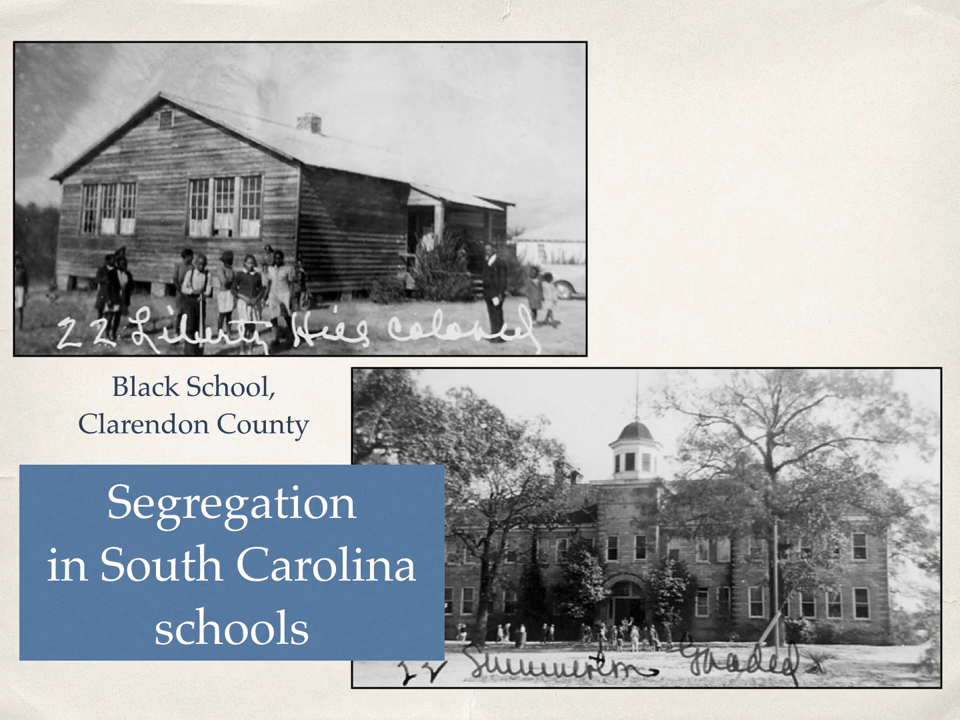 22 Liberty Hill Colored
Black School,
Clarendon County
Segregation
in South Carolina
schools
22 Summerton Graded